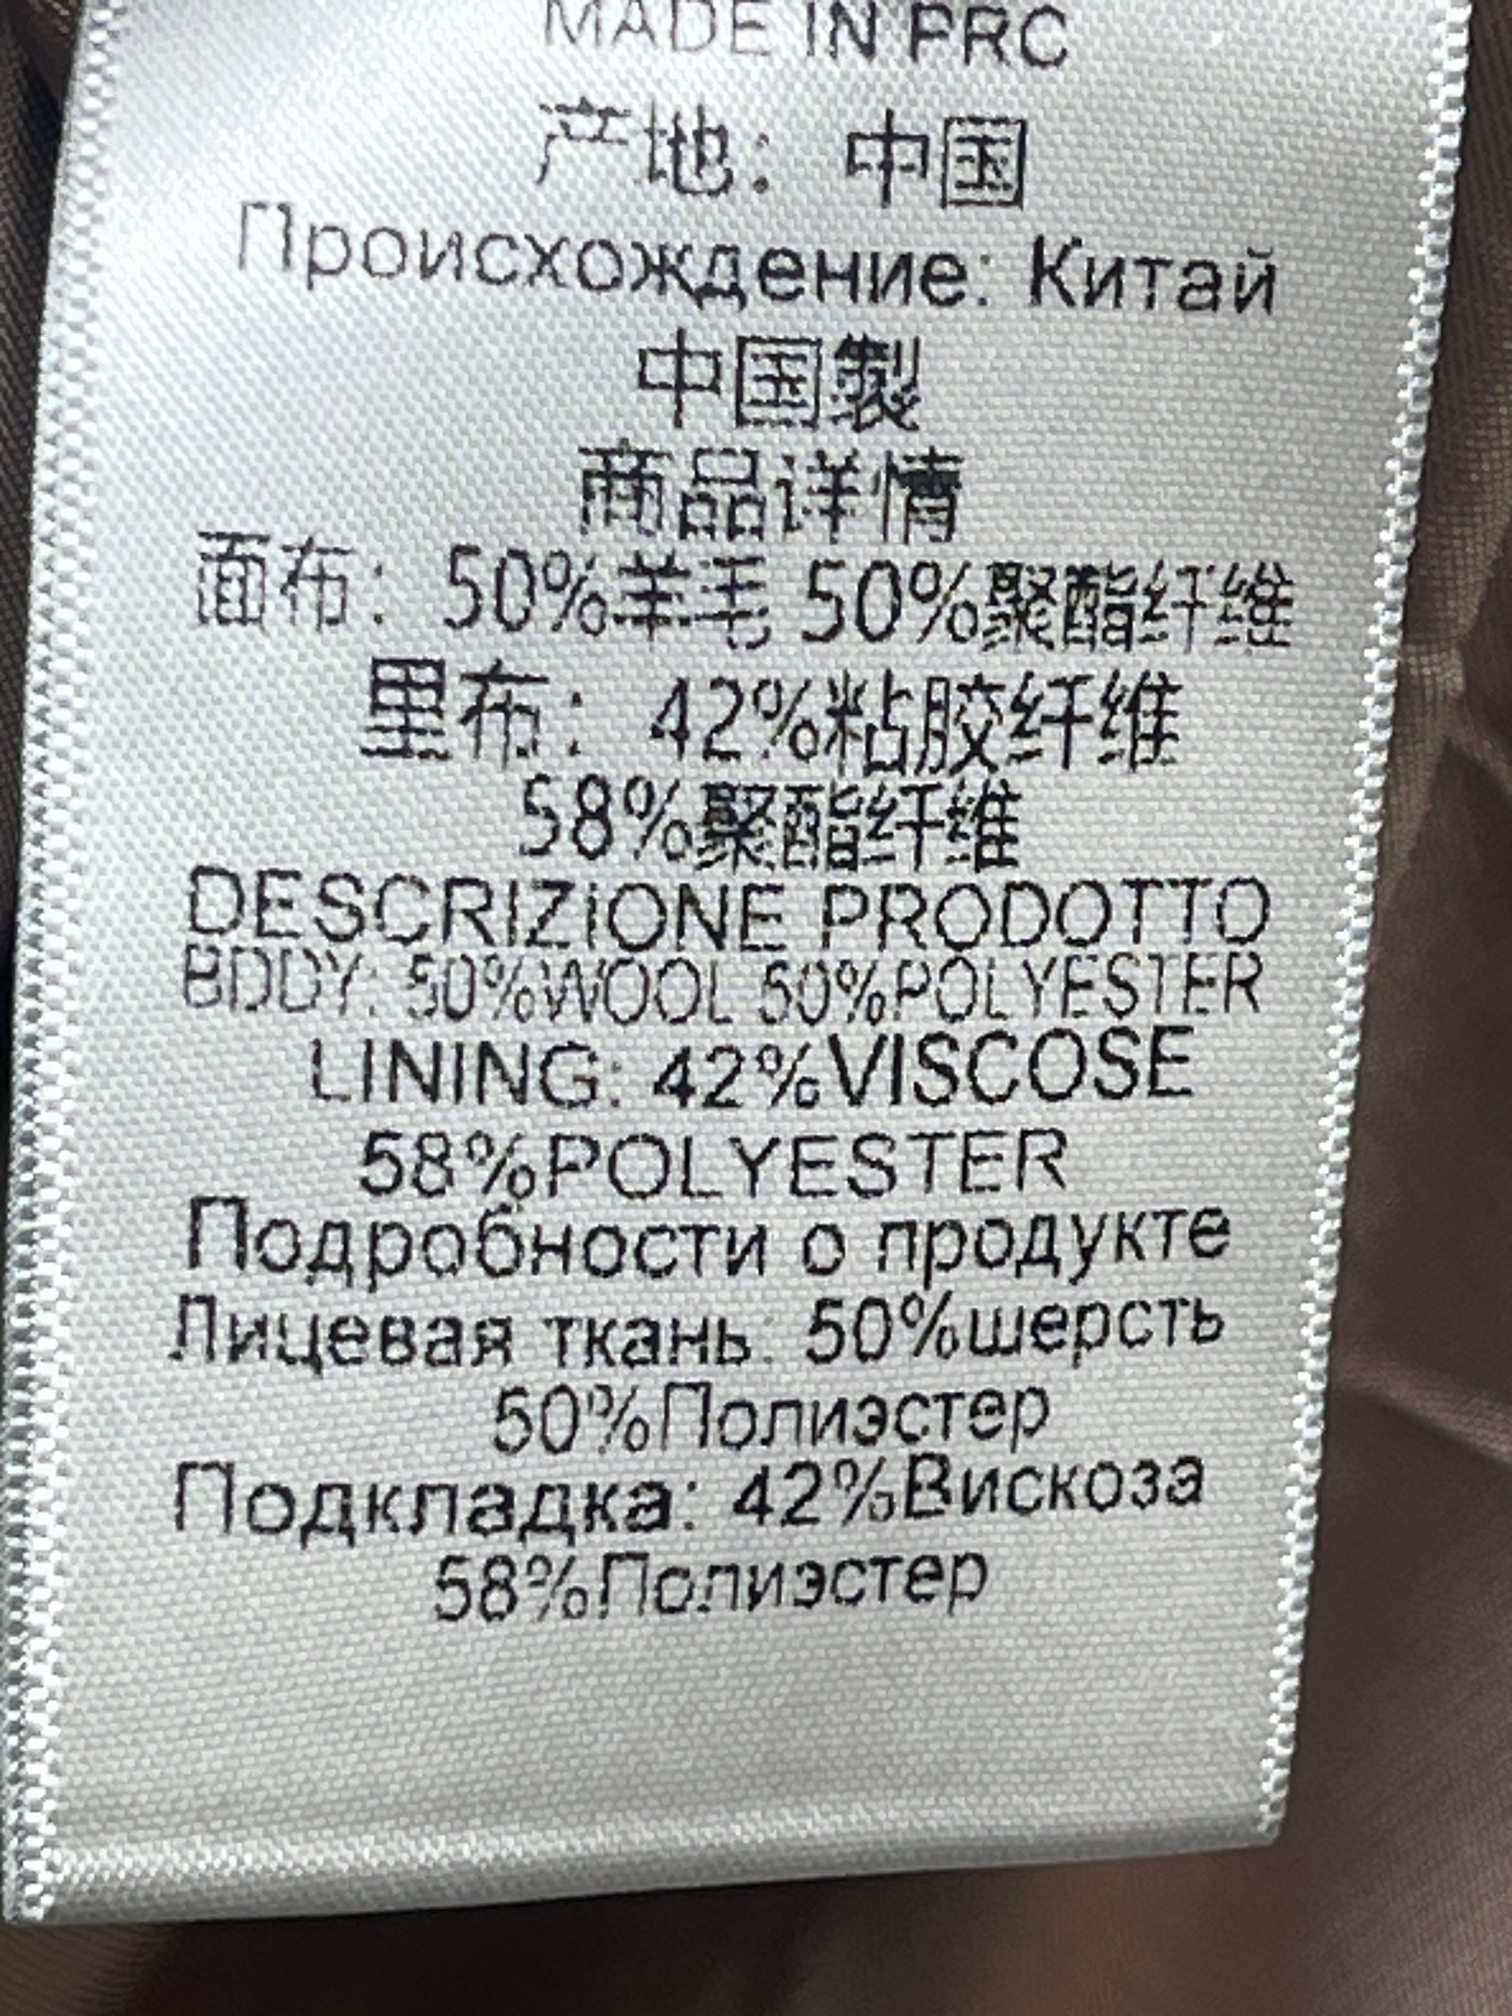 MADE IN PRC
产地：中国
Происхождение: Китай
中国製
商品详情
面布：50%羊毛 50%聚酯纤维
里布：42%粘胶纤维
58%聚酯纤维
DESCRIZiONE PRODOTTO
BODY: 50%WOOL 50%POLYESTER
LINING: 42%VISCOSE
58%POLYESTER
Подробности о продукте
Лицевая ткань: 50%шерсть
50%Полиэстер
Подкладка: 42%Вискоза
58%Полиэстер